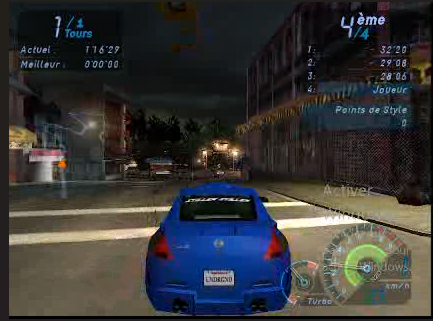 1/1
Tours
Actuel : 1'16'29
Meilleur : 0'00'00
4ème
/4
1: 32'20
2: 29'08
3: 28'06
4: Joueur
Points de Style
0
Activer
Windows
UNDRGND
km/h
Turbo